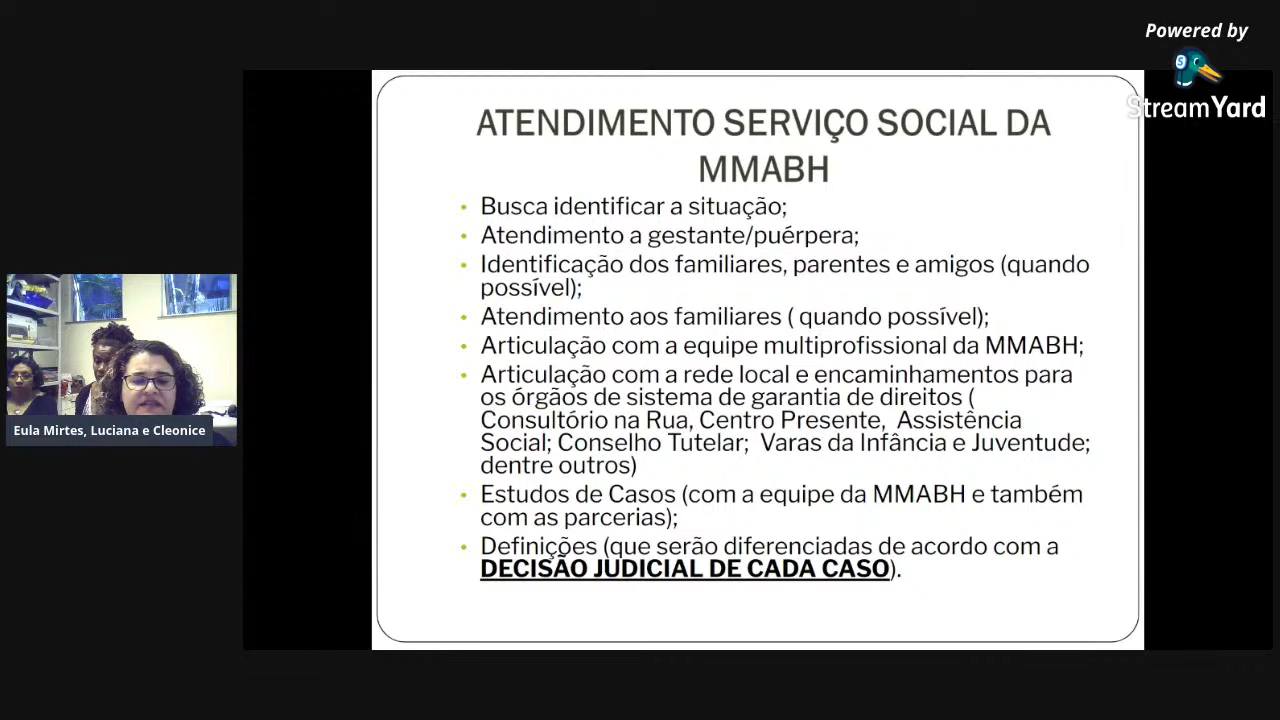 Powered by
StreamYard
ATENDIMENTO SERVIÇO SOCIAL DA
MMABH
• Busca identificar a situação;
• Atendimento a gestante/puérpera;
• Identificação dos familiares, parentes e amigos (quando
possível);
• Atendimento aos familiares ( quando possível);
• Articulação com a equipe multiprofissional da MMABH;
• Articulação com a rede local e encaminhamentos para
os órgãos de sistema de garantia de direitos (
Consultório na Rua, Centro Presente, Assistência
Social; Conselho Tutelar; Varas da Infância e Juventude;
dentre outros)
• Estudos de Casos (com a equipe da MMABH e também
com as parcerias);
• Definições (que serão diferenciadas de acordo com a
DECISÃO JUDICIAL DE CADA CASO).
Eula Mirtes, Luciana e Cleonice